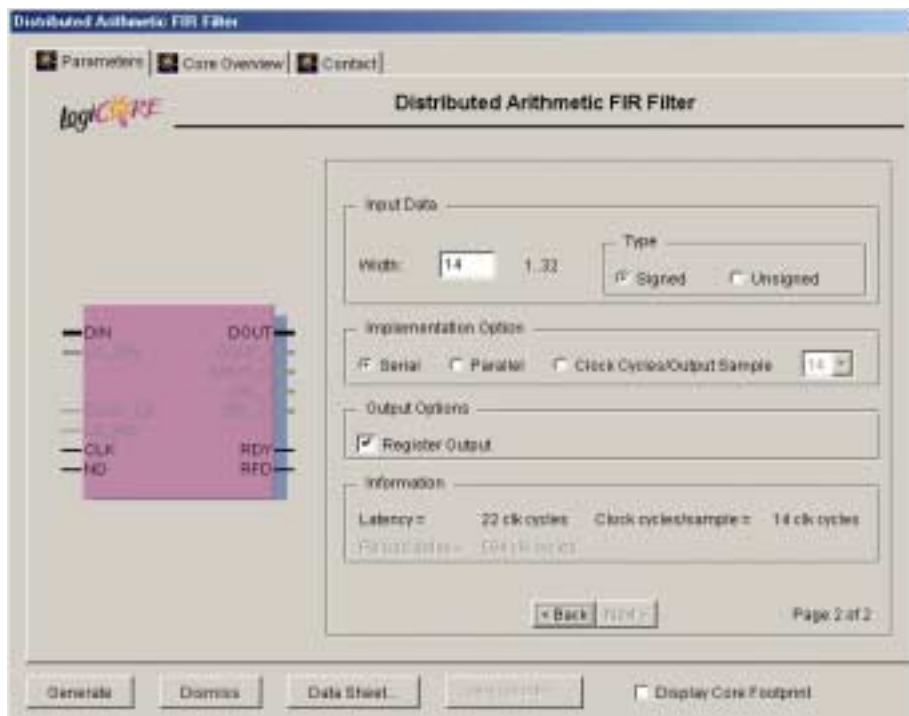 Distributed Arithmetic FIR Filter
Parameters Core Overview Contact
LogiCORE
Distributed Arithmetic FIR Filter
Input Data
Width: 14 1..32
Type
Signed Unsigned
DIN DOUT
Implementation Option
Serial Parallel Clock Cycles/Output Sample 14
Output Options
Register Output
CLK RDY
ND RFD
Information
Latency = 22 clk cycles Clock cycles/sample = 14 clk cycles
< Back Next >
Page 2 of 2
Generate Dismiss Data Sheet... Display Core Footprint